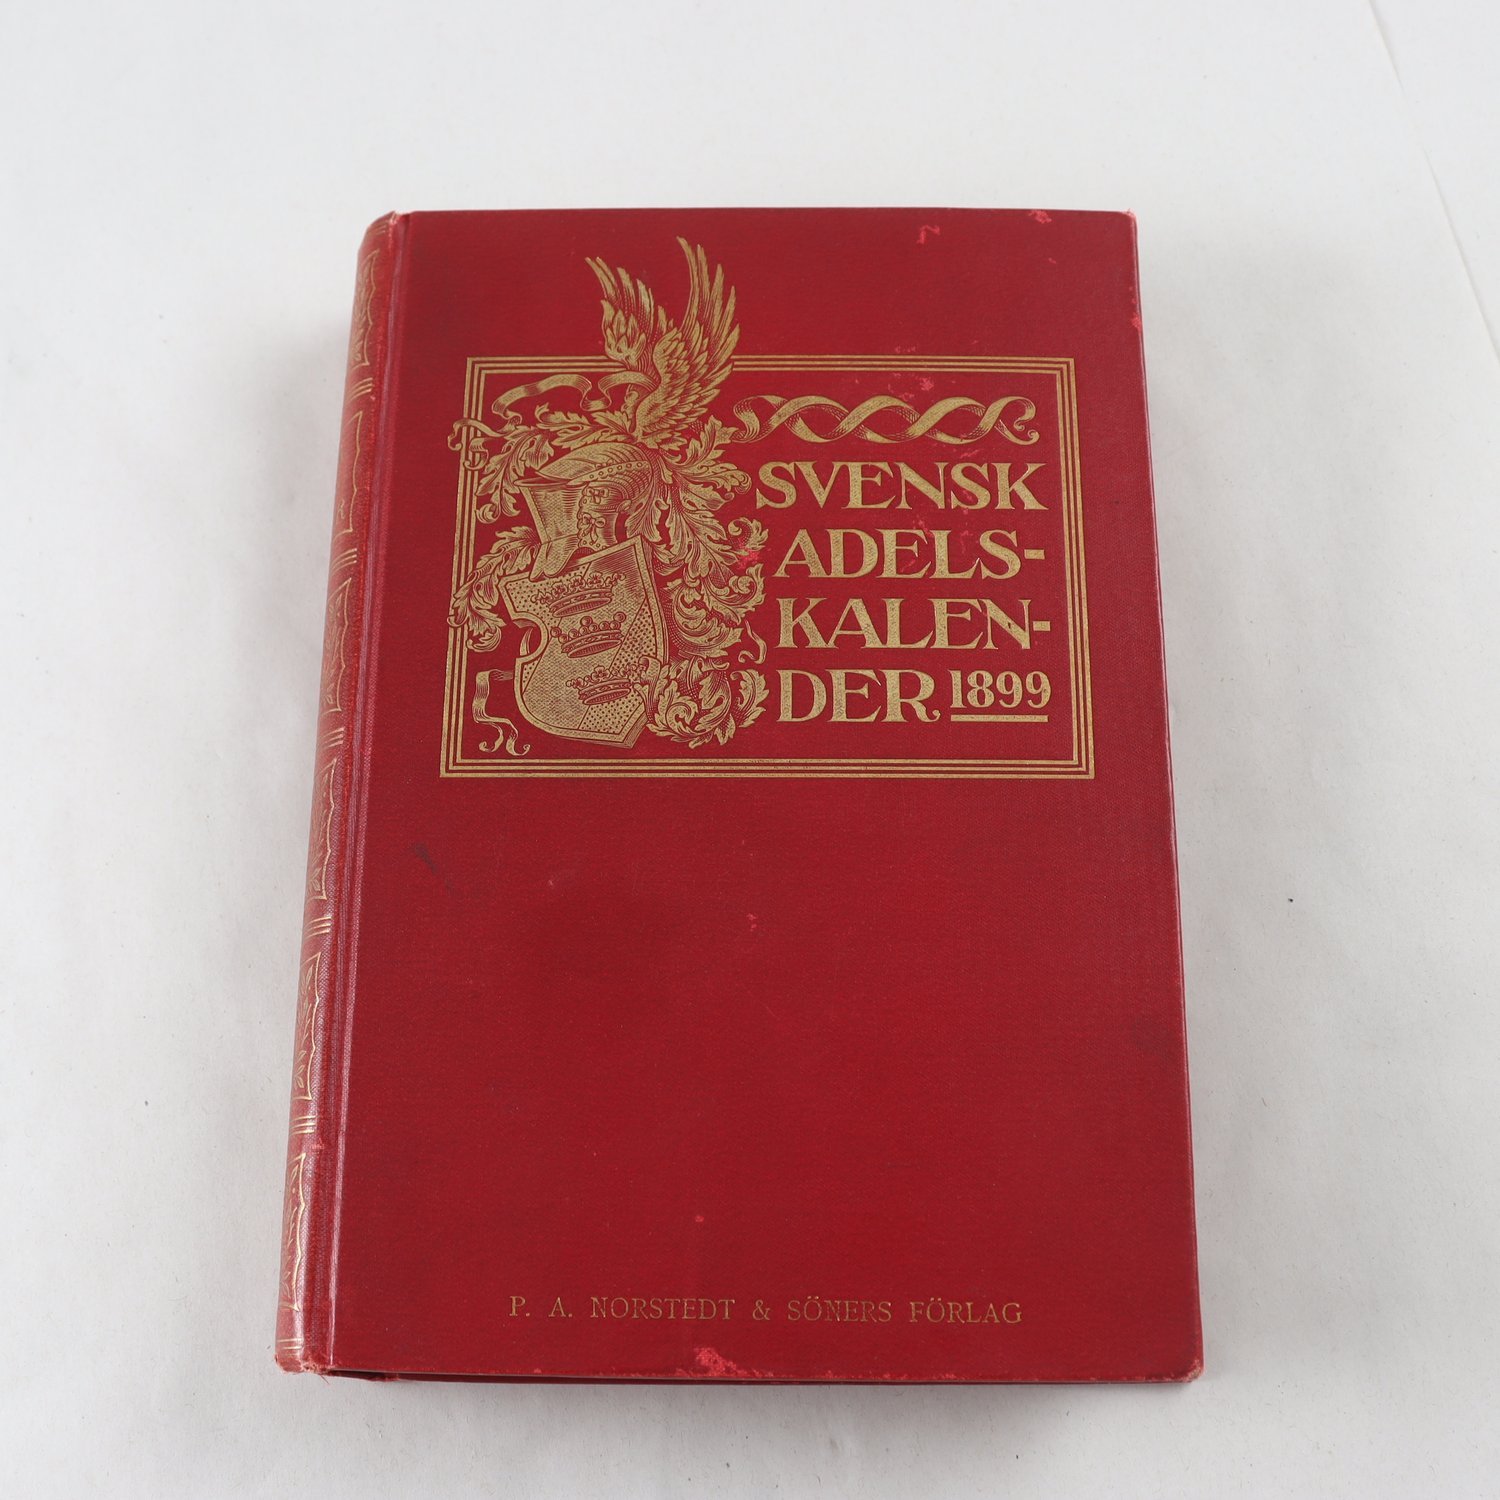 SVENSK
ADELS-
KALEN-
DER 1899
P. A. NORSTEDT & SÖNERS FÖRLAG